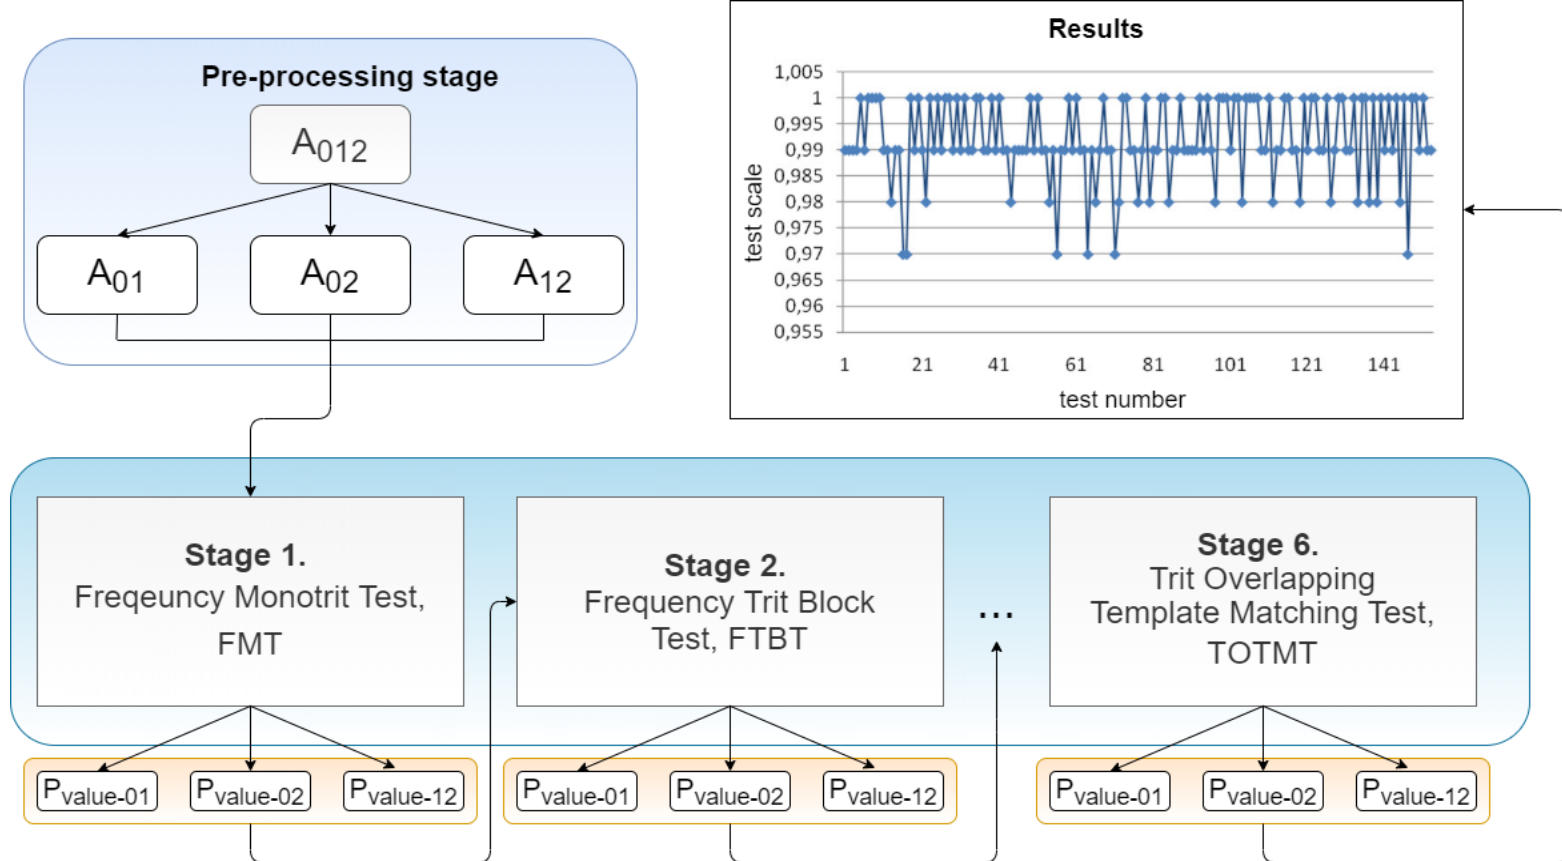 Pre-processing stage
A012
A01
A02
A12
Results
test scale
1,005
1
0,995
0,99
0,985
0,98
0,975
0,97
0,965
0,96
0,955
1 21 41 61 81 101 121 141
test number
Stage 1.
Freqeuncy Monotrit Test,
FMT
Stage 2.
Frequency Trit Block
Test, FTBT
...
Stage 6.
Trit Overlapping
Template Matching Test,
TOTMT
Pvalue-01 Pvalue-02 Pvalue-12
Pvalue-01 Pvalue-02 Pvalue-12
Pvalue-01 Pvalue-02 Pvalue-12